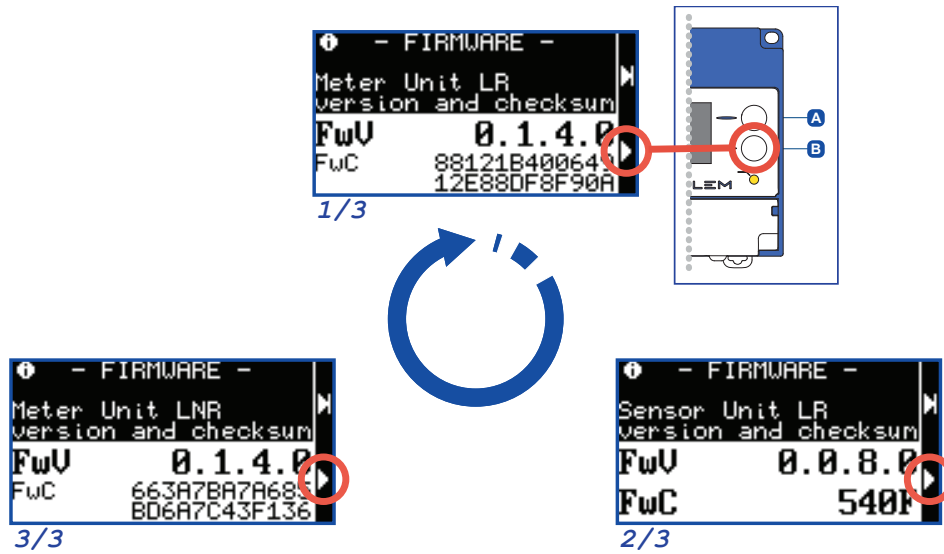 - FIRMWARE -
Meter Unit LR
version and checksum
FwV 0.1.4.0
FwC 88121B400649
12E88DF8F90A
1/3
A
B
LEM
- FIRMWARE -
Meter Unit LNR
version and checksum
FwV 0.1.4.0
FwC 663A7BA7A685
BD6A7C43F136
3/3
- FIRMWARE -
Sensor Unit LR
version and checksum
FwV 0.0.8.0
FwC 540F
2/3